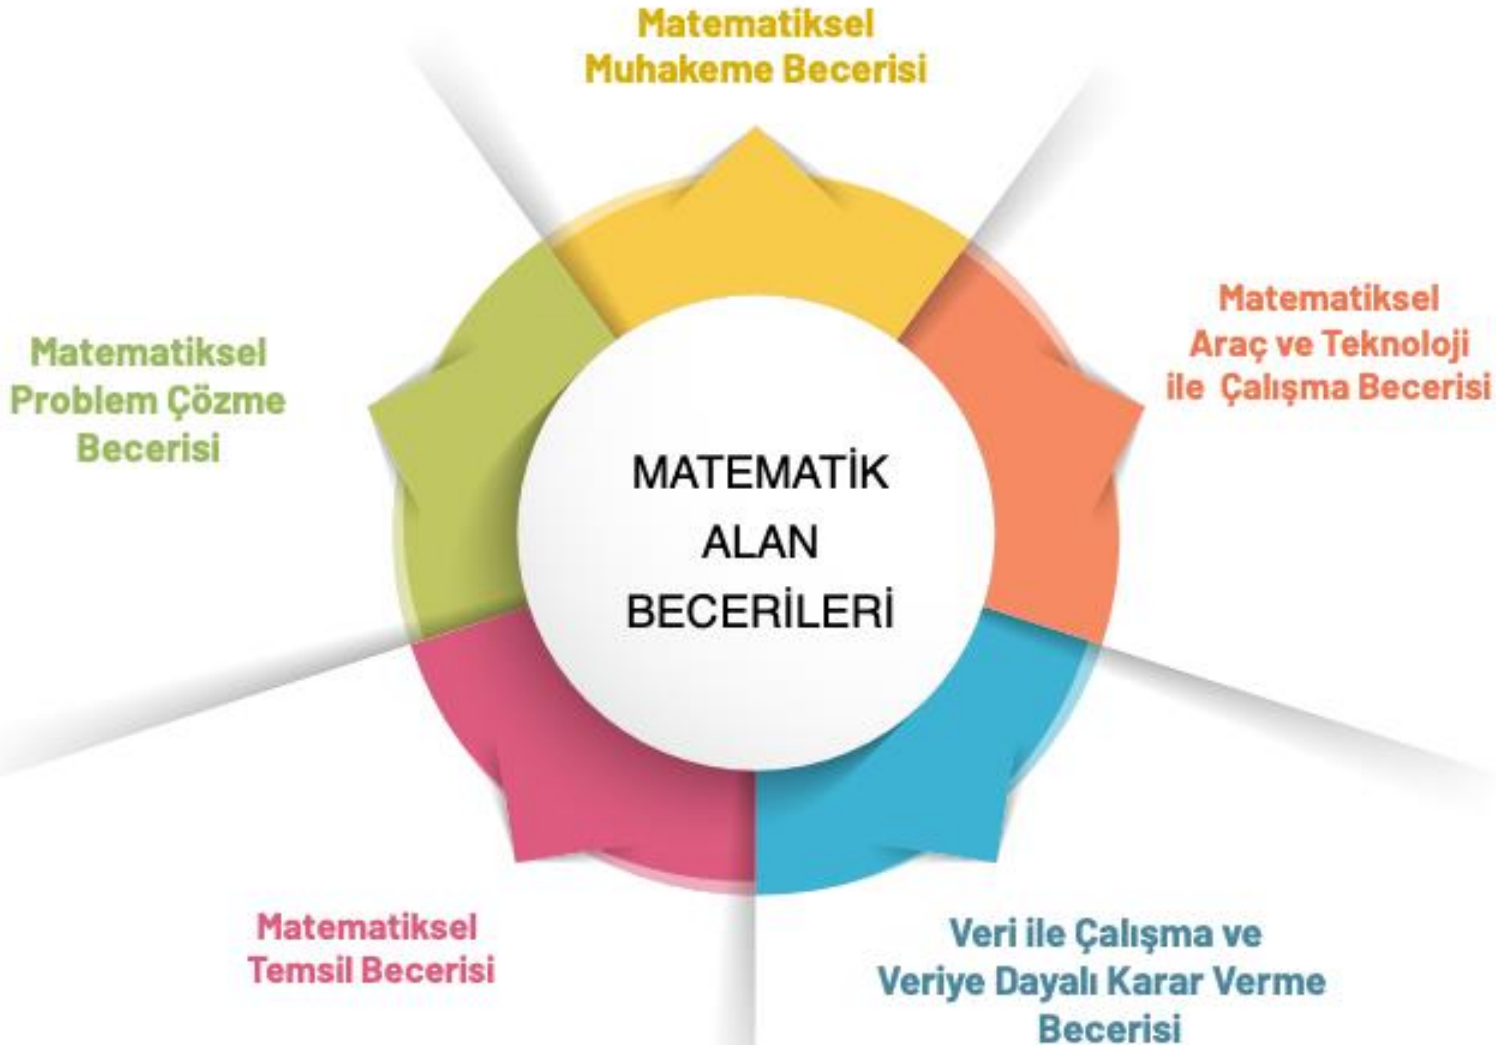 Matematiksel
Muhakeme Becerisi
Matematiksel
Araç ve Teknoloji
ile Çalışma Becerisi
Matematiksel
Problem Çözme
Becerisi
MATEMATİK
ALAN
BECERİLERİ
Matematiksel
Temsil Becerisi
Veri ile Çalışma ve
Veriye Dayalı Karar Verme
Becerisi